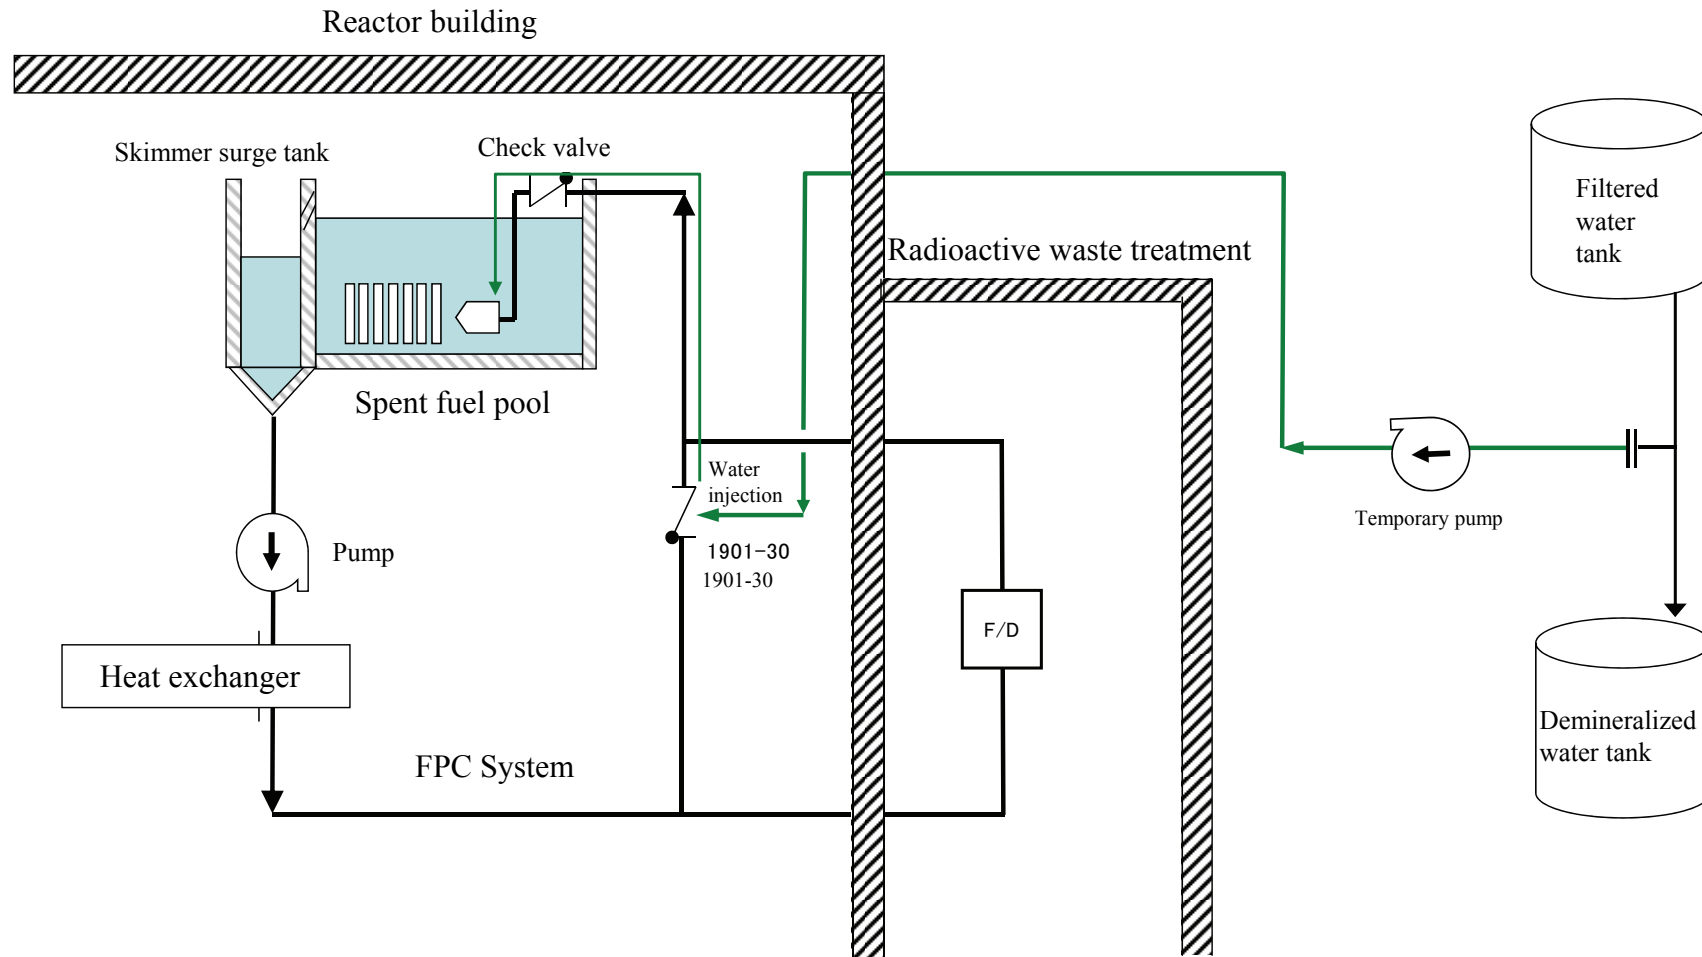 Reactor building
Skimmer surge tank
Check valve
Filtered
water
tank
Radioactive waste treatment
Spent fuel pool
Water
injection
Temporary pump
Pump
1901-30
1901-30
F/D
Heat exchanger
Demineralized
water tank
FPC System